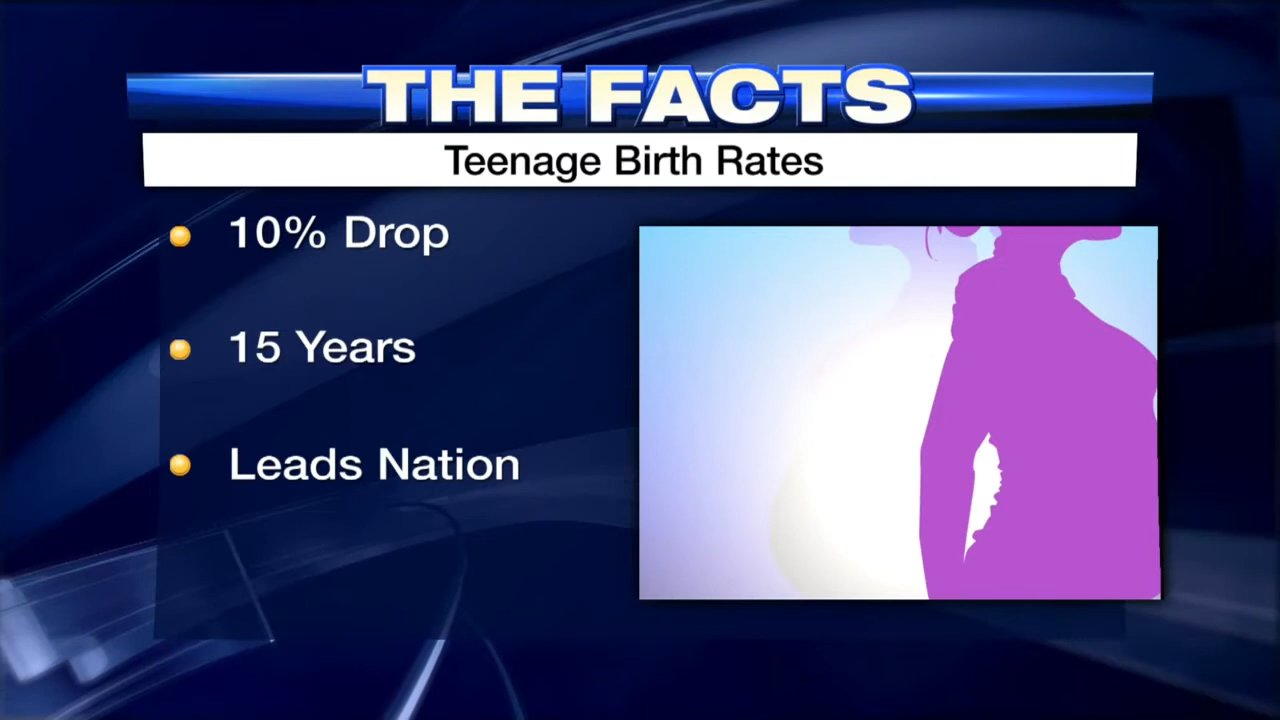 THE FACTS
Teenage Birth Rates
10% Drop
15 Years
Leads Nation